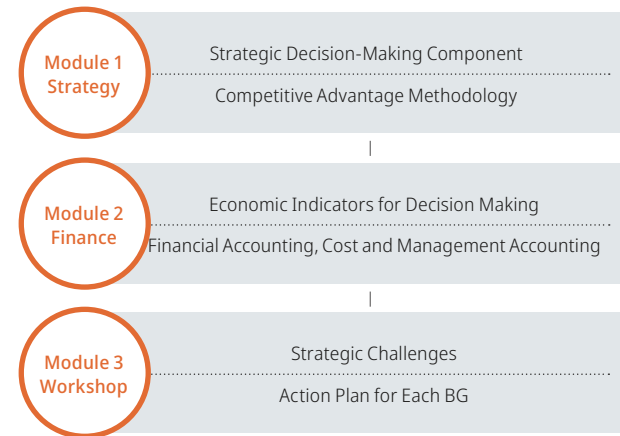 Module 1
Strategy
Strategic Decision-Making Component
Competitive Advantage Methodology
Module 2
Finance
Economic Indicators for Decision Making
Financial Accounting, Cost and Management Accounting
Module 3
Workshop
Strategic Challenges
Action Plan for Each BG